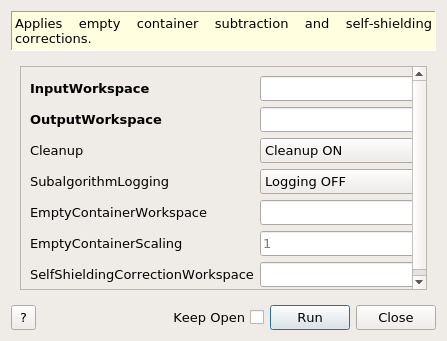 Applies empty container subtraction and self-shielding
corrections.
InputWorkspace
OutputWorkspace
Cleanup Cleanup ON
SubalgorithmLogging Logging OFF
EmptyContainerWorkspace
EmptyContainerScaling 1
SelfShieldingCorrectionWorkspace
? Keep Open Run Close